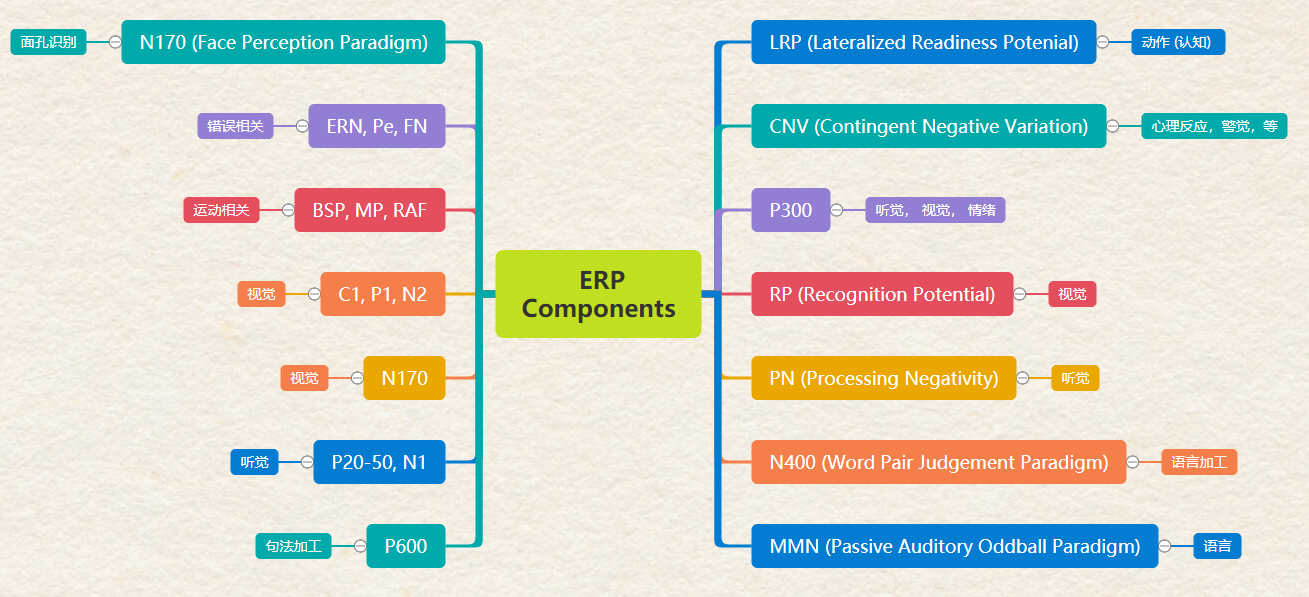 ERP
Components
LRP (Lateralized Readiness Potenial)
动作 (认知)
CNV (Contingent Negative Variation)
心理反应，警觉，等
P300
听觉， 视觉， 情绪
RP (Recognition Potential)
视觉
PN (Processing Negativity)
听觉
N400 (Word Pair Judgement Paradigm)
语言加工
MMN (Passive Auditory Oddball Paradigm)
语言
N170 (Face Perception Paradigm)
面孔识别
ERN, Pe, FN
错误相关
BSP, MP, RAF
运动相关
C1, P1, N2
视觉
N170
视觉
P20-50, N1
听觉
P600
句法加工